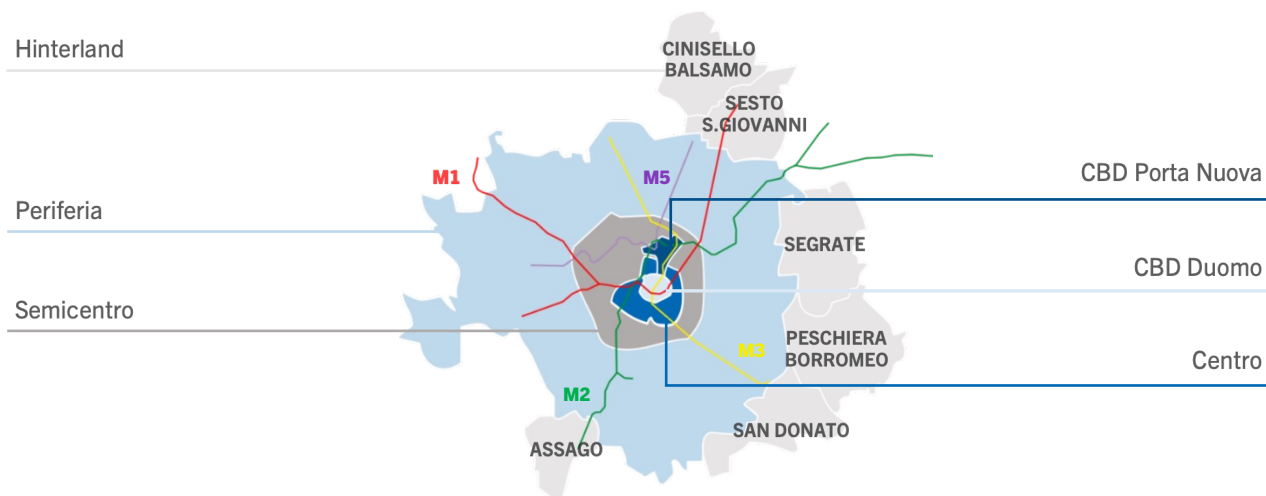 Hinterland
CINISELLO
BALSAMO
SESTO
S.GIOVANNI
M1
M5
CBD Porta Nuova
Periferia
SEGRATE
CBD Duomo
Semicentro
PESCHIERA
BORROMEO
M3
Centro
M2
SAN DONATO
ASSAGO